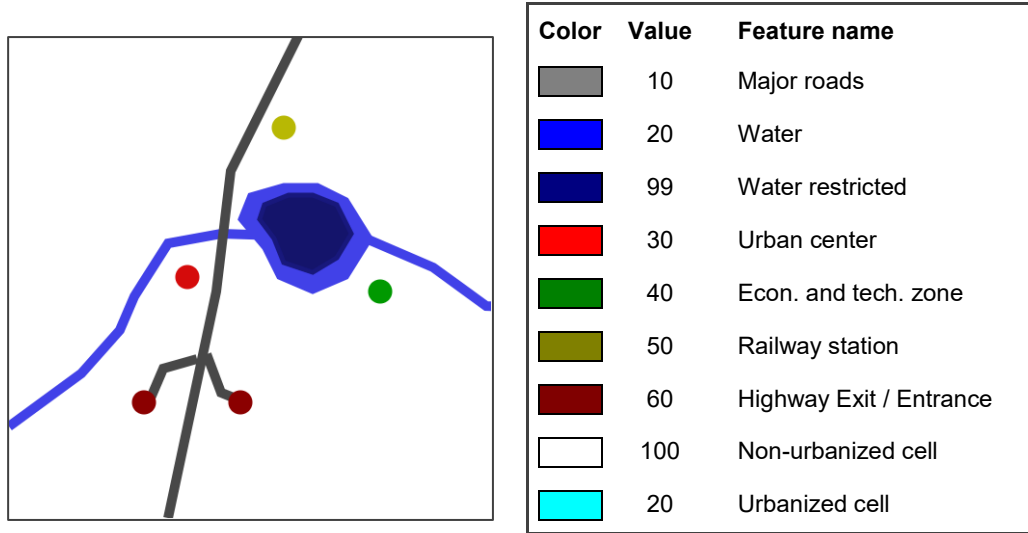 Color Value Feature name
10 Major roads
20 Water
99 Water restricted
30 Urban center
40 Econ. and tech. zone
50 Railway station
60 Highway Exit / Entrance
100 Non-urbanized cell
20 Urbanized cell